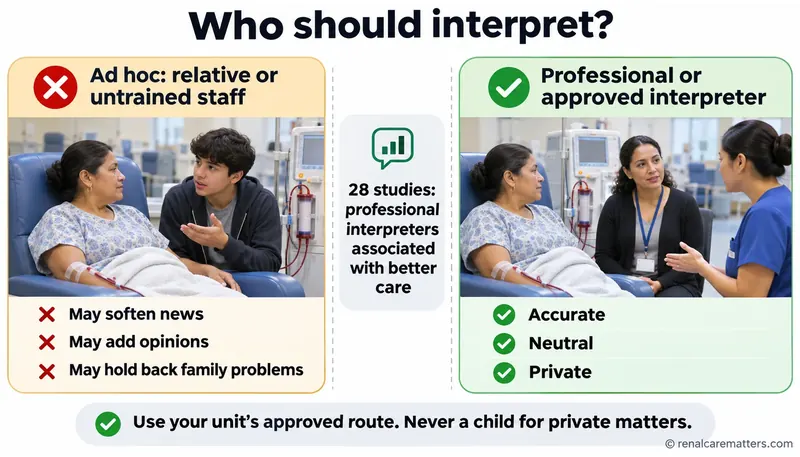 Who should interpret?
Ad hoc: relative or
untrained staff
May soften news
May add opinions
May hold back family problems
28 studies:
professional
interpreters
associated
with better
care
Professional or
approved interpreter
Accurate
Neutral
Private
Use your unit's approved route. Never a child for private matters.
© renalcarematters.com